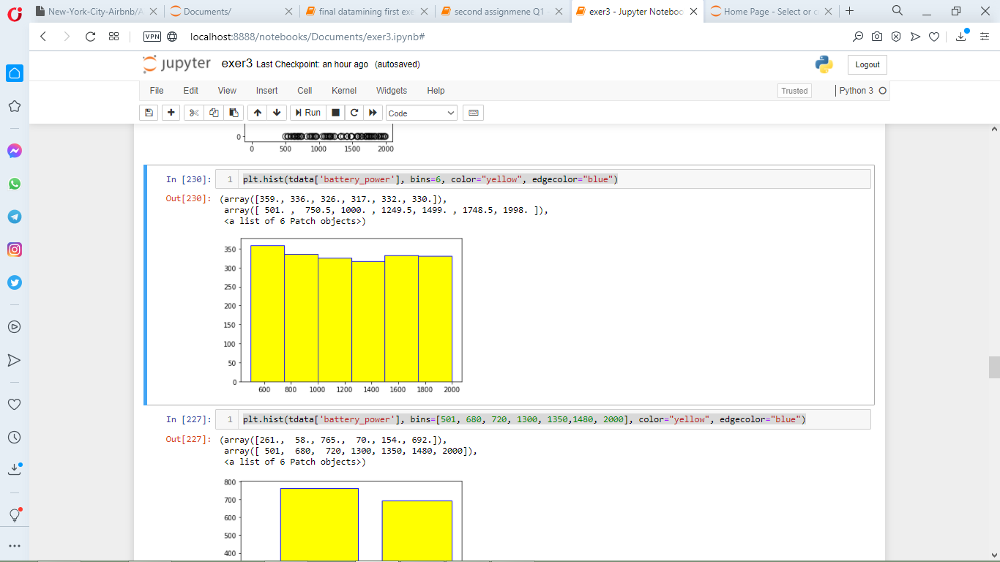 New-York-City-Airbnb/A
Documents/
final datamining first exe
second assignmene Q1 -
exer3 - Jupyter Noteboo
Home Page - Select or c
VPN
localhost:8888/notebooks/Documents/exer3.ipynb#
jupyter
exer3 Last Checkpoint: an hour ago (autosaved)
Logout
File Edit View Insert Cell Kernel Widgets Help
Trusted
Python 3
Run
Code
0
0 500 1000 1500 2000
In [230]: 1 plt.hist(tdata['battery_power'], bins=6, color="yellow", edgecolor="blue")
Out[230]: (array([359., 336., 326., 317., 332., 330.]),
array([ 501. ,  750.5, 1000. , 1249.5, 1499. , 1748.5, 1998. ]),
<a list of 6 Patch objects>)
350
300
250
200
150
100
50
0
600 800 1000 1200 1400 1600 1800 2000
In [227]: 1 plt.hist(tdata['battery_power'], bins=[501, 680, 720, 1300, 1350,1480, 2000], color="yellow", edgecolor="blue")
Out[227]: (array([261.,  58., 765.,  70., 154., 692.]),
array([ 501,  680,  720, 1300, 1350, 1480, 2000]),
<a list of 6 Patch objects>)
800
700
600
500
400